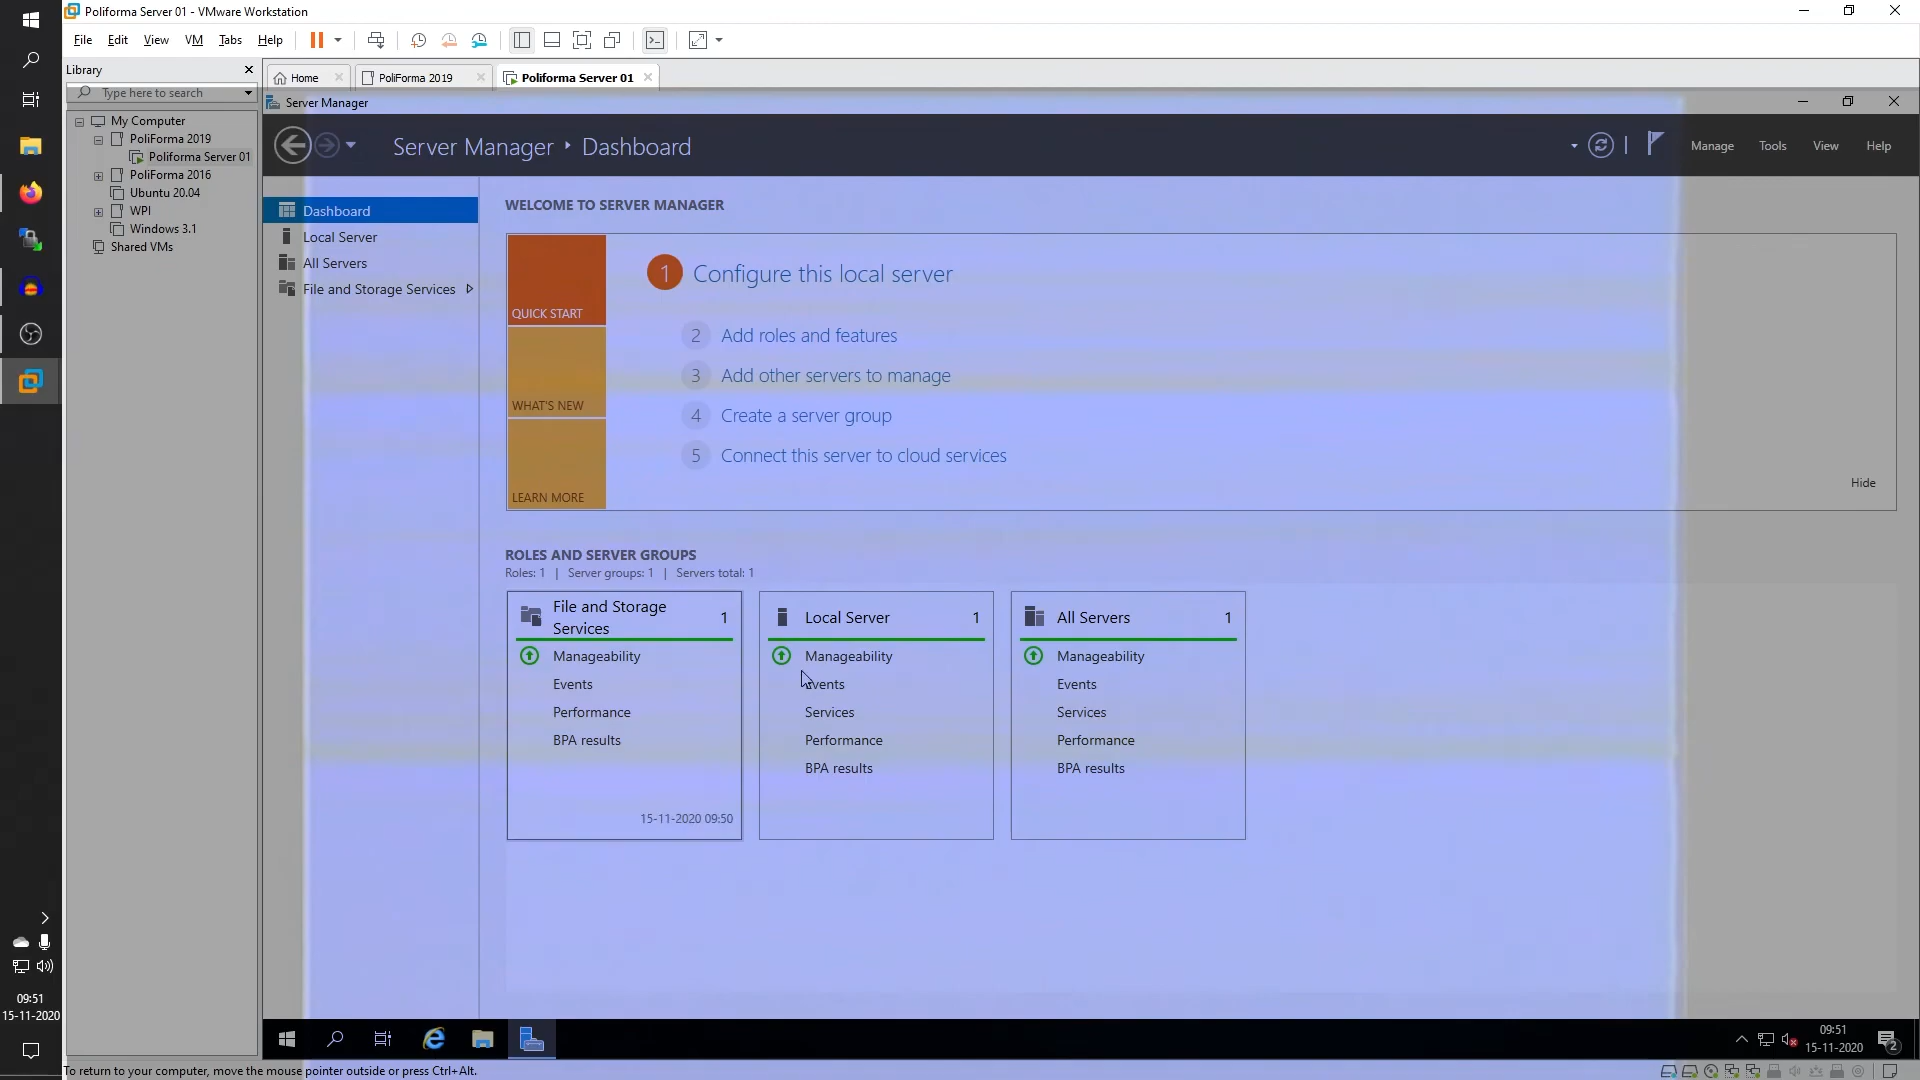 Poliforma Server 01 - VMware Workstation
File Edit View VM Tabs Help
Library
Type here to search
My Computer
PoliForma 2019
Poliforma Server 01
PoliForma 2016
Ubuntu 20.04
WPI
Windows 3.1
Shared VMs
Home
PoliForma 2019
Poliforma Server 01
Server Manager
Server Manager Dashboard
Manage Tools View Help
Dashboard
Local Server
All Servers
File and Storage Services
WELCOME TO SERVER MANAGER
QUICK START
WHAT'S NEW
LEARN MORE
1 Configure this local server
2 Add roles and features
3 Add other servers to manage
4 Create a server group
5 Connect this server to cloud services
Hide
ROLES AND SERVER GROUPS
Roles: 1 | Server groups: 1 | Servers total: 1
File and Storage
Services
1
Manageability
Events
Performance
BPA results
15-11-2020 09:50
Local Server 1
Manageability
Events
Services
Performance
BPA results
All Servers 1
Manageability
Events
Services
Performance
BPA results
09:51
15-11-2020
2
09:51
15-11-2020
To return to your computer, move the mouse pointer outside or press Ctrl+Alt.